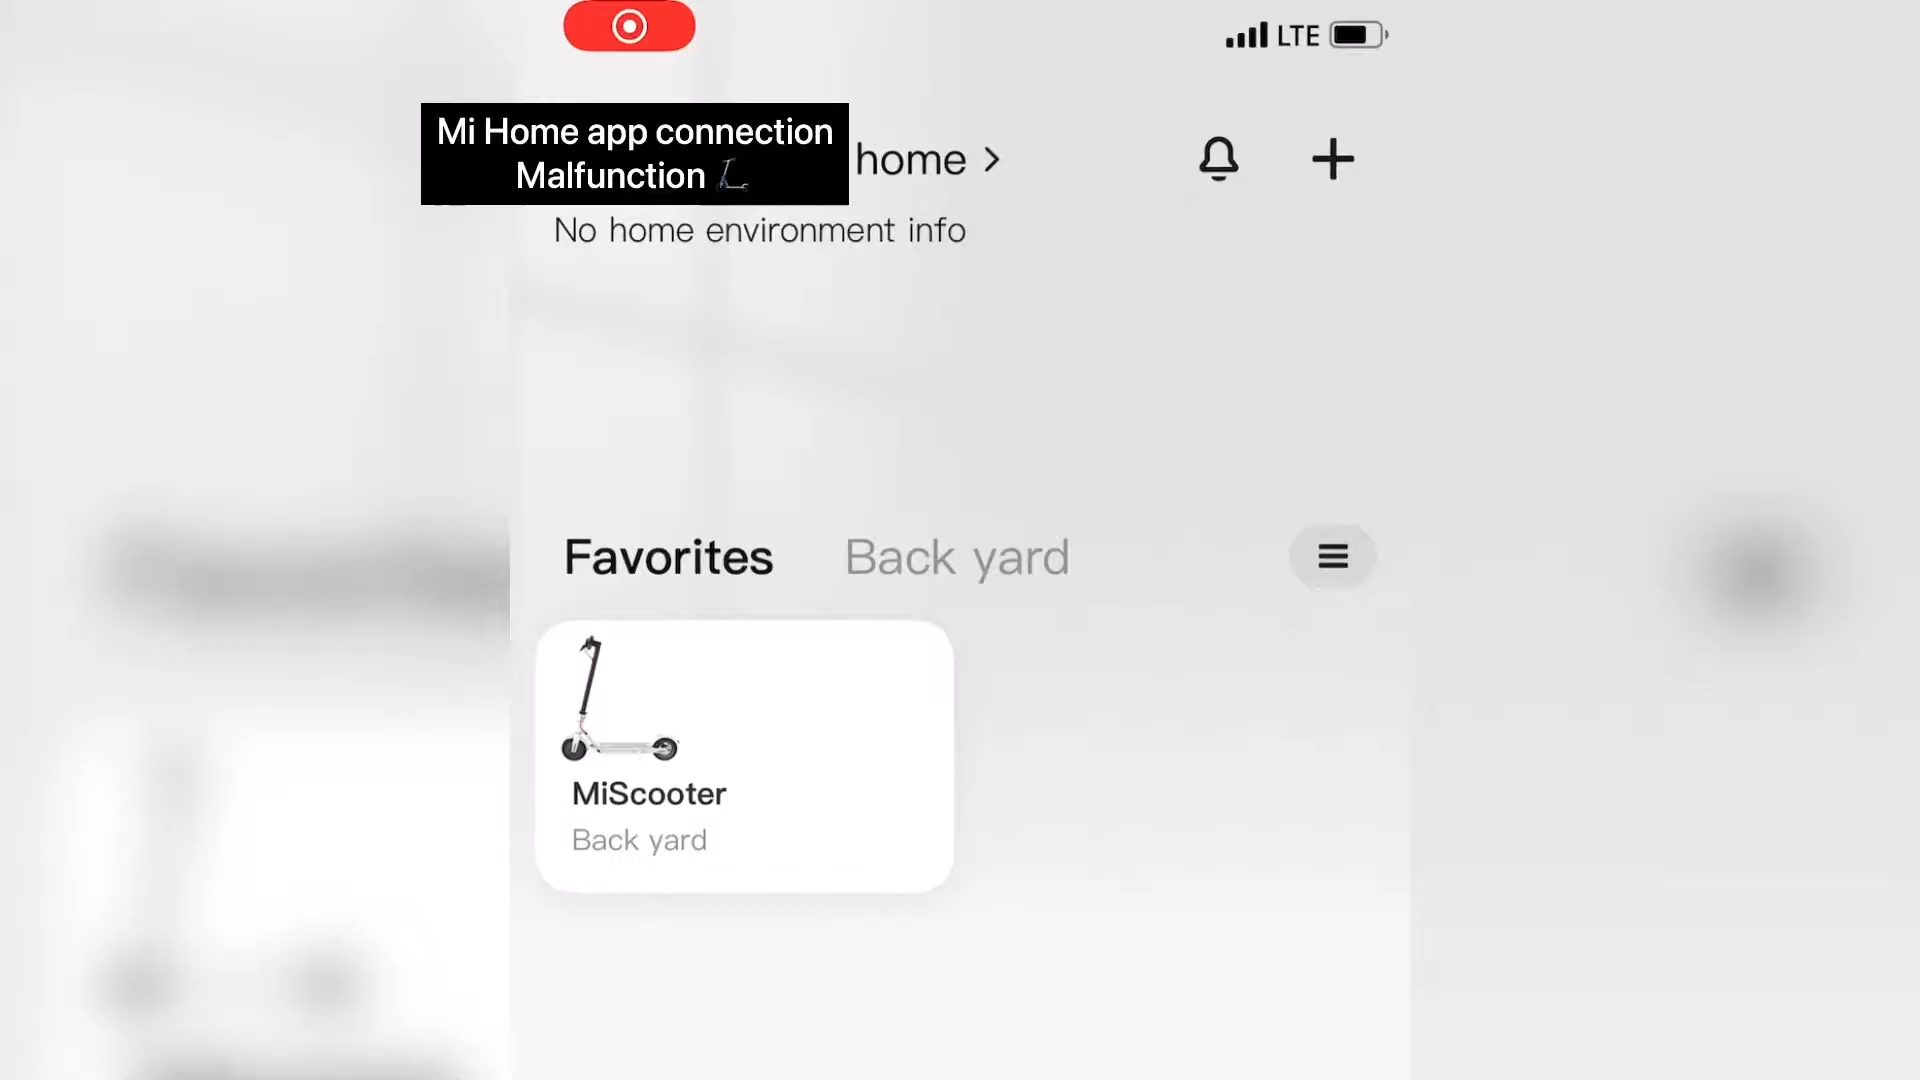 LTE
Mi Home app connection
Malfunction 🛴
home >
No home environment info
Favorites Back yard
MiScooter
Back yard